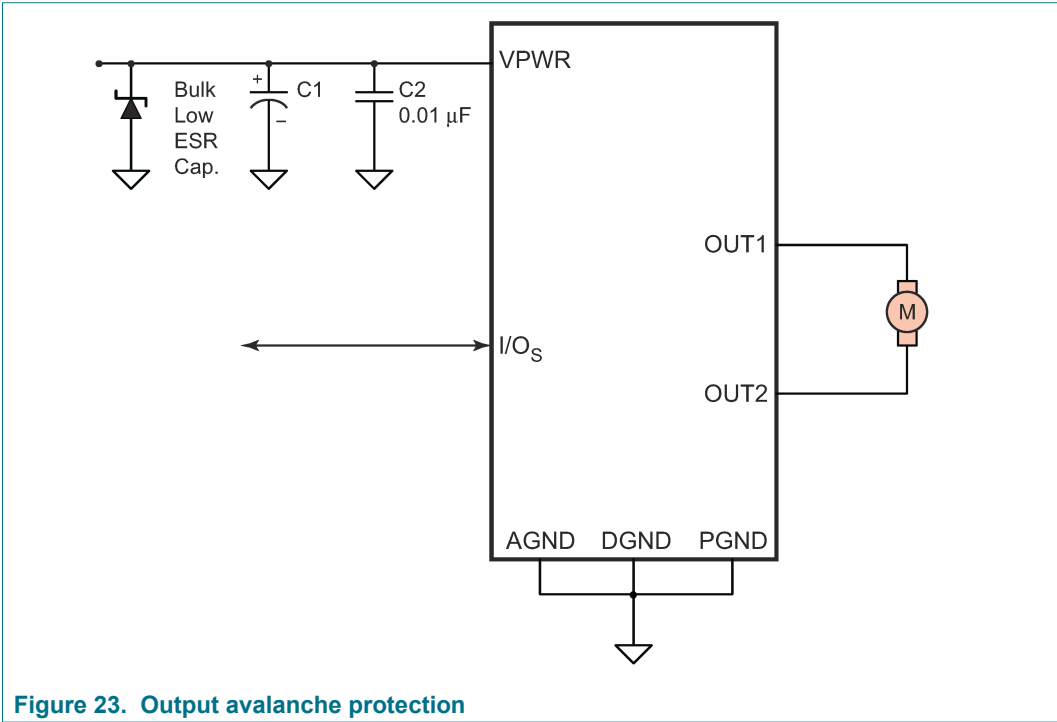 VPWR
Bulk
Low
ESR
Cap.
+
C1
−
C2
0.01 μF
OUT1
M
I/OS
OUT2
AGND DGND PGND
Figure 23. Output avalanche protection